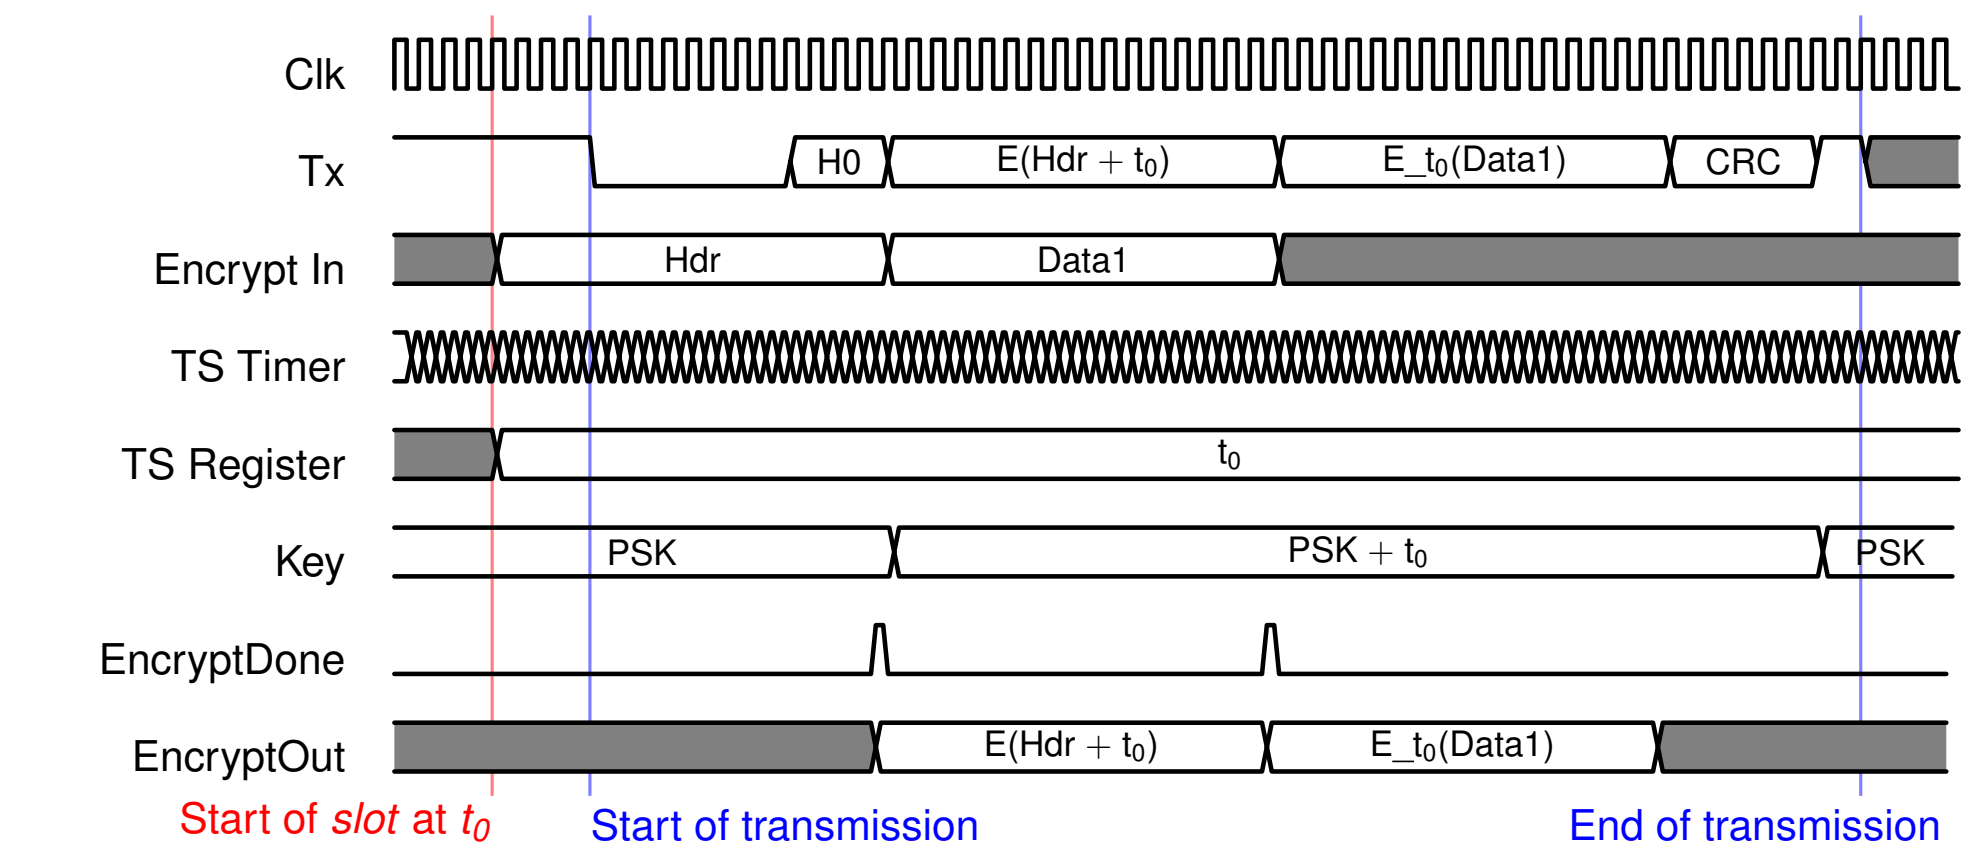 Clk
Tx H0 E(Hdr + t₀) E_t₀(Data1) CRC
Encrypt In Hdr Data1
TS Timer
TS Register t₀
Key PSK PSK + t₀ PSK
EncryptDone
EncryptOut E(Hdr + t₀) E_t₀(Data1)
Start of slot at t₀ Start of transmission End of transmission